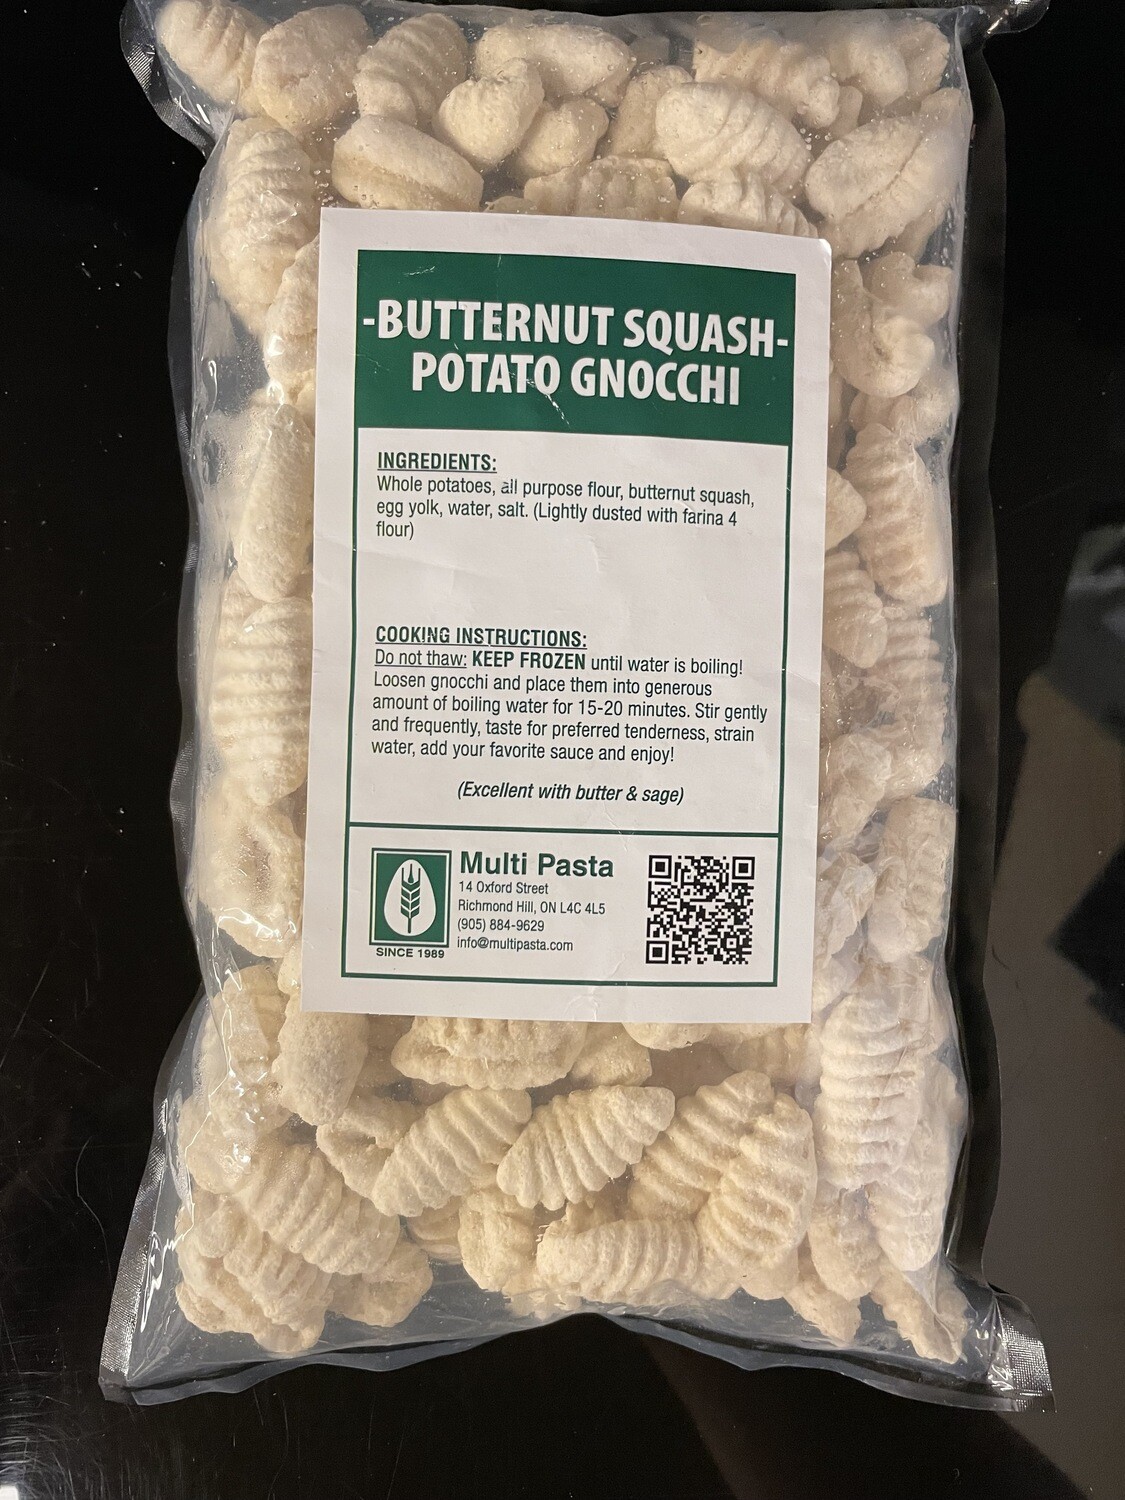 -BUTTERNUT SQUASH-
POTATO GNOCCHI
INGREDIENTS:
Whole potatoes, all purpose flour, butternut squash,
egg yolk, water, salt. (Lightly dusted with farina 4
flour)
COOKING INSTRUCTIONS:
Do not thaw: KEEP FROZEN until water is boiling!
Loosen gnocchi and place them into generous
amount of boiling water for 15-20 minutes. Stir gently
and frequently, taste for preferred tenderness, strain
water, add your favorite sauce and enjoy!
(Excellent with butter & sage)
SINCE 1989
Multi Pasta
14 Oxford Street
Richmond Hill, ON L4C 4L5
(905) 884-9629
info@multipasta.com